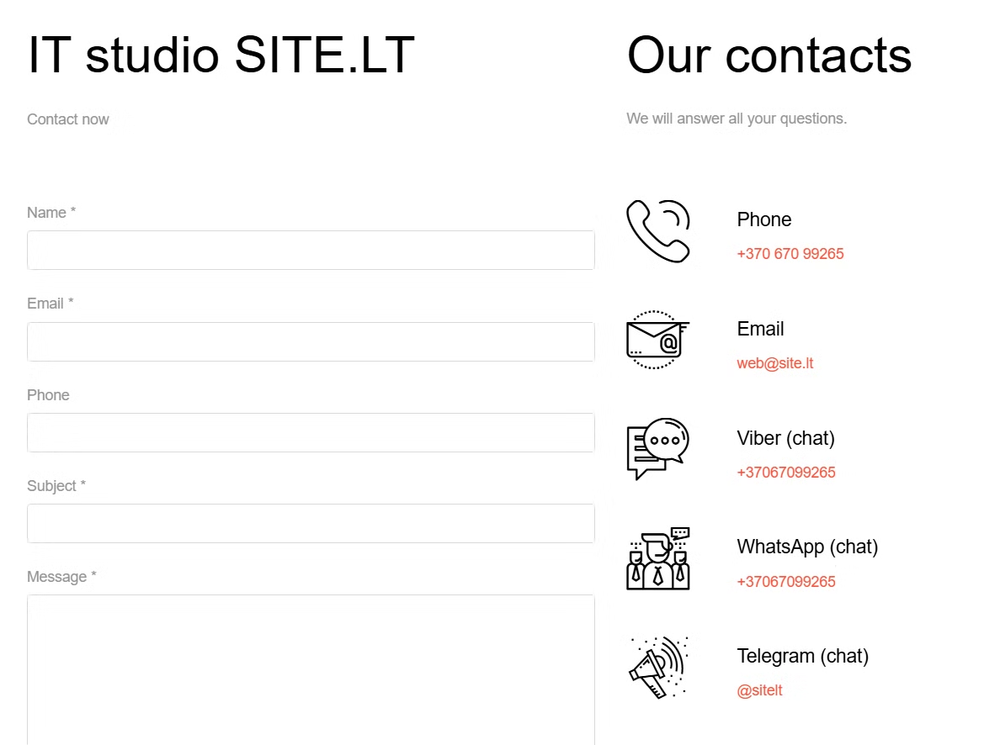 IT studio SITE.LT
Contact now
Name *
Email *
Phone
Subject *
Message *
Our contacts
We will answer all your questions.
Phone
+370 670 99265
@
Email
web@site.lt
Viber (chat)
+37067099265
WhatsApp (chat)
+37067099265
Telegram (chat)
@sitelt